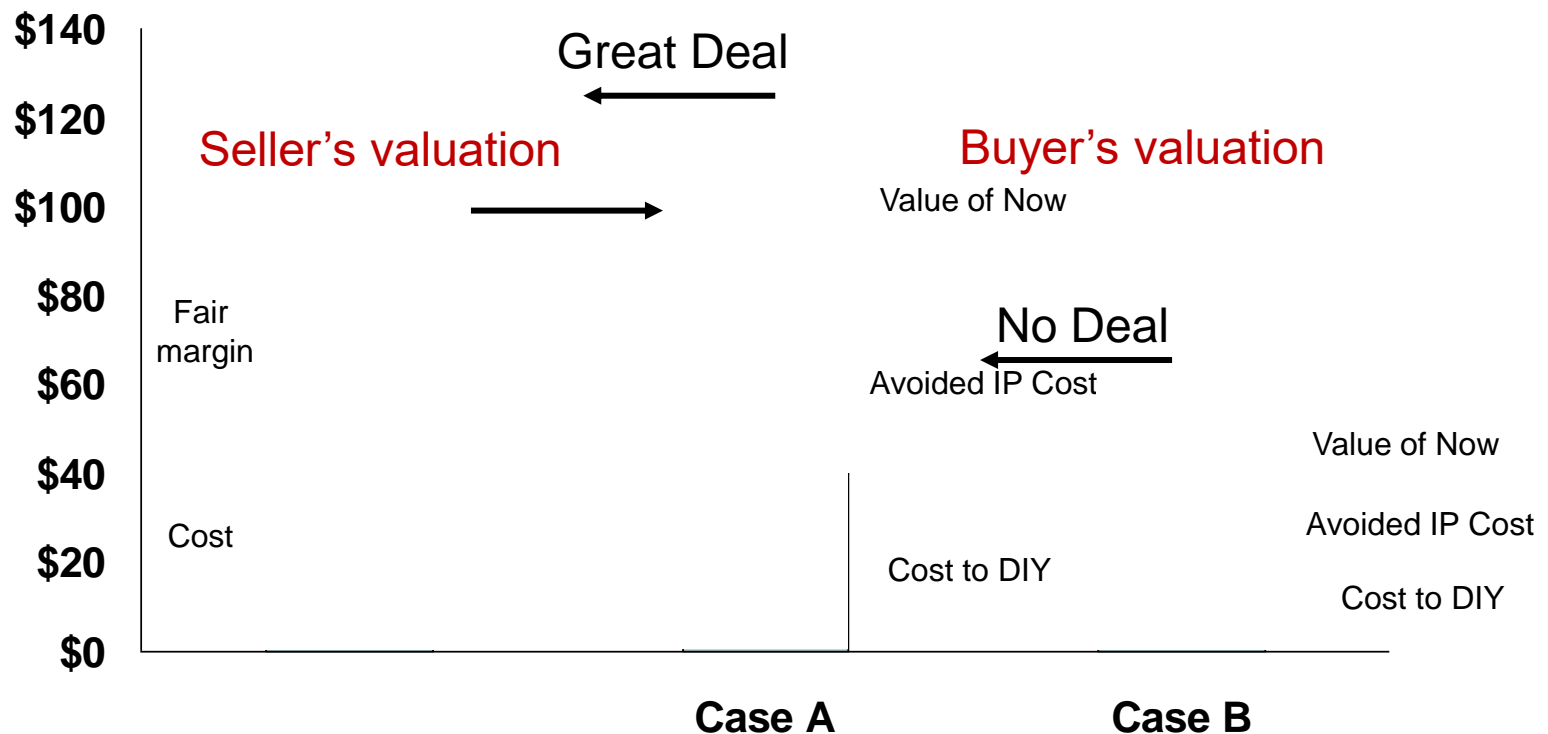 $140
Great Deal
$120
Seller’s valuation
Buyer’s valuation
$100
Value of Now
$80
Fair
margin
No Deal
$60
Avoided IP Cost
$40
Value of Now
Cost
Avoided IP Cost
$20
Cost to DIY
Cost to DIY
$0
Case A
Case B